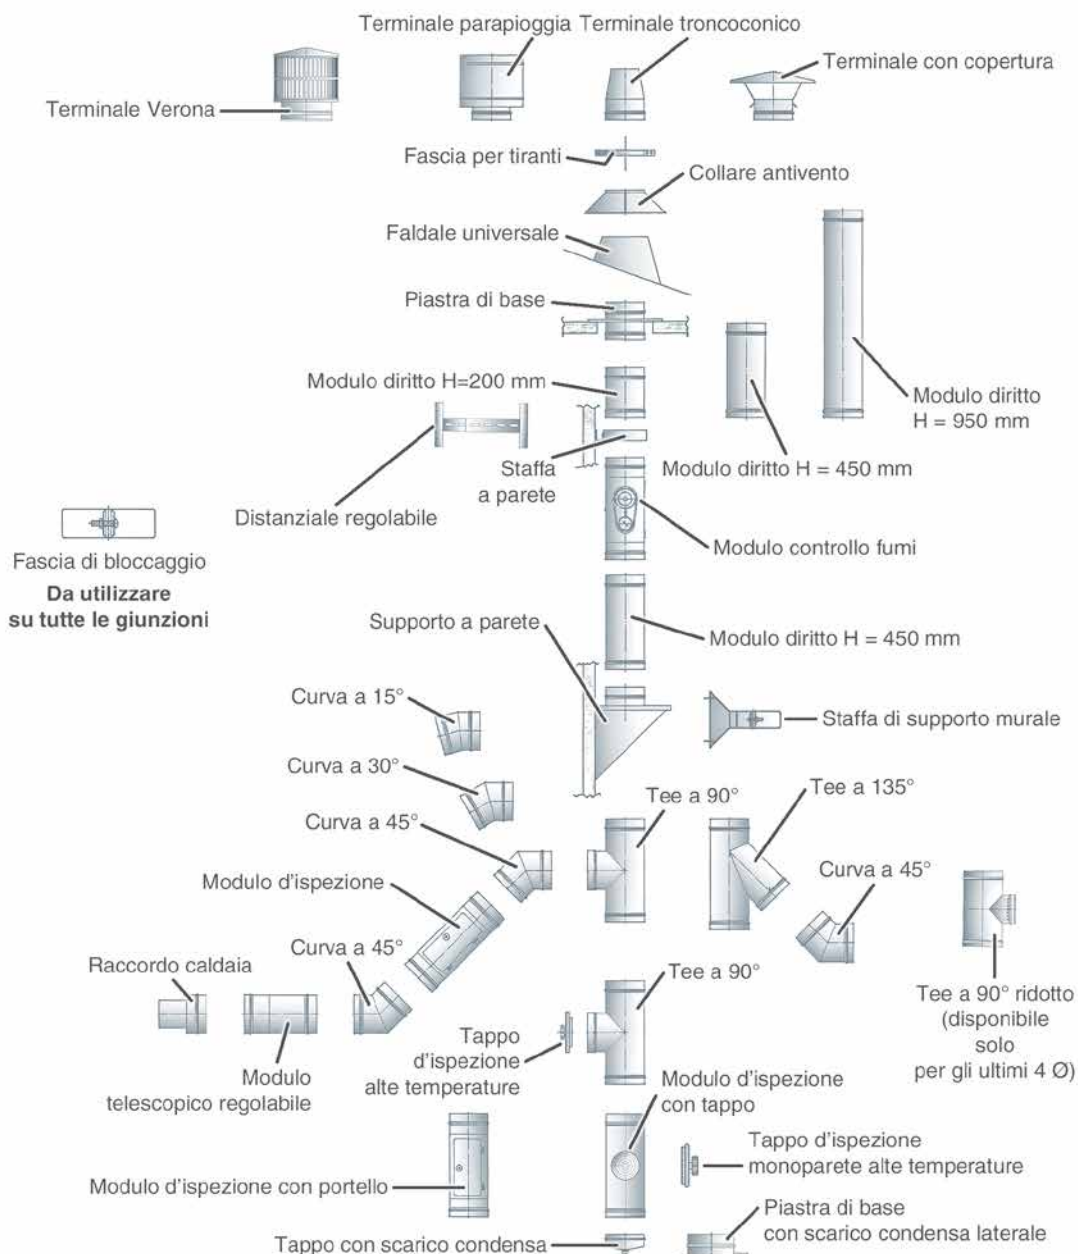 Terminale parapioggia
Terminale troncoconico
Terminale con copertura
Terminale Verona
Fascia per tiranti
Collare antivento
Faldale universale
Piastra di base
Modulo diritto H=200 mm
Modulo diritto
H = 950 mm
Staffa
a parete
Modulo diritto H = 450 mm
Distanziale regolabile
Modulo controllo fumi
Fascia di bloccaggio
Da utilizzare
su tutte le giunzioni
Supporto a parete
Modulo diritto H = 450 mm
Curva a 15°
Staffa di supporto murale
Curva a 30°
Tee a 90°
Tee a 135°
Curva a 45°
Modulo d'ispezione
Curva a 45°
Curva a 45°
Raccordo caldaia
Tee a 90°
Tee a 90° ridotto
(disponibile
solo
per gli ultimi 4 Ø)
Tappo
d'ispezione
alte temperature
Modulo
telescopico regolabile
Modulo d'ispezione
con tappo
Tappo d'ispezione
monoparete alte temperature
Modulo d'ispezione con portello
Piastra di base
con scarico condensa laterale
Tappo con scarico condensa